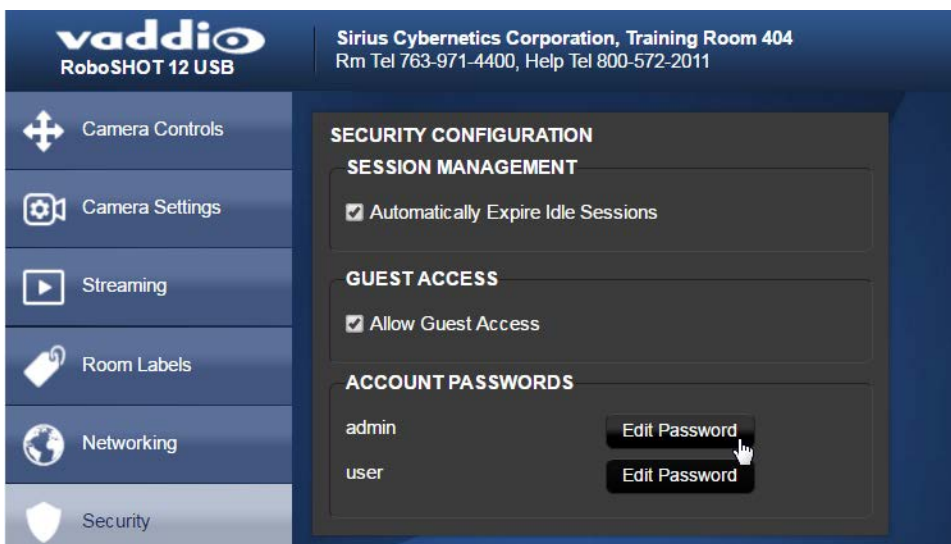 vaddio
RoboSHOT 12 USB
Sirius Cybernetics Corporation, Training Room 404
Rm Tel 763-971-4400, Help Tel 800-572-2011
Camera Controls
Camera Settings
Streaming
Room Labels
Networking
Security
SECURITY CONFIGURATION
SESSION MANAGEMENT
Automatically Expire Idle Sessions
GUEST ACCESS
Allow Guest Access
ACCOUNT PASSWORDS
admin Edit Password
user Edit Password